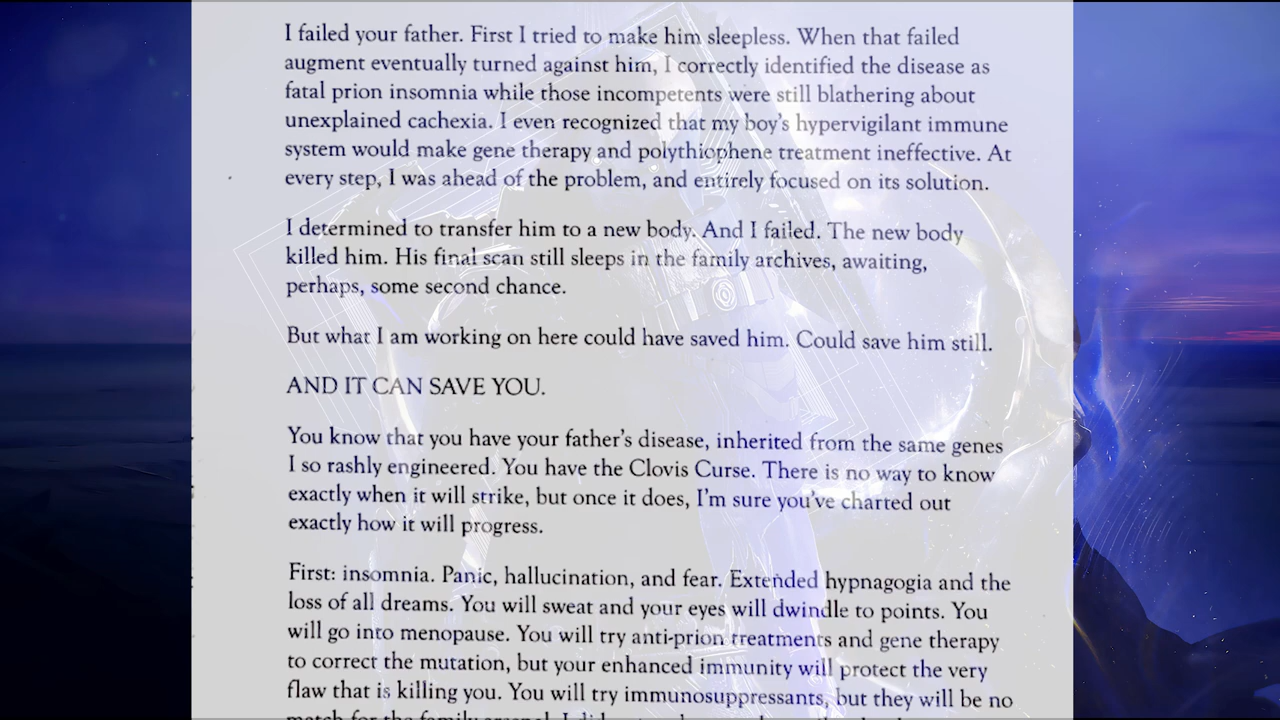 I failed your father. First I tried to make him sleepless. When that failed
augment eventually turned against him, I correctly identified the disease as
fatal prion insomnia while those incompetents were still blathering about
unexplained cachexia. I even recognized that my boy's hypervigilant immune
system would make gene therapy and polythiophene treatment ineffective. At
every step, I was ahead of the problem, and entirely focused on its solution.
I determined to transfer him to a new body. And I failed. The new body
killed him. His final scan still sleeps in the family archives, awaiting,
perhaps, some second chance.
But what I am working on here could have saved him. Could save him still.
AND IT CAN SAVE YOU.
You know that you have your father's disease, inherited from the same genes
I so rashly engineered. You have the Clovis Curse. There is no way to know
exactly when it will strike, but once it does, I'm sure you've charted out
exactly how it will progress.
First: insomnia. Panic, hallucination, and fear. Extended hypnagogia and the
loss of all dreams. You will sweat and your eyes will dwindle to points. You
will go into menopause. You will try anti-prion treatments and gene therapy
to correct the mutation, but your enhanced immunity will protect the very
flaw that is killing you. You will try immunosuppressants, but they will be no
match for the family